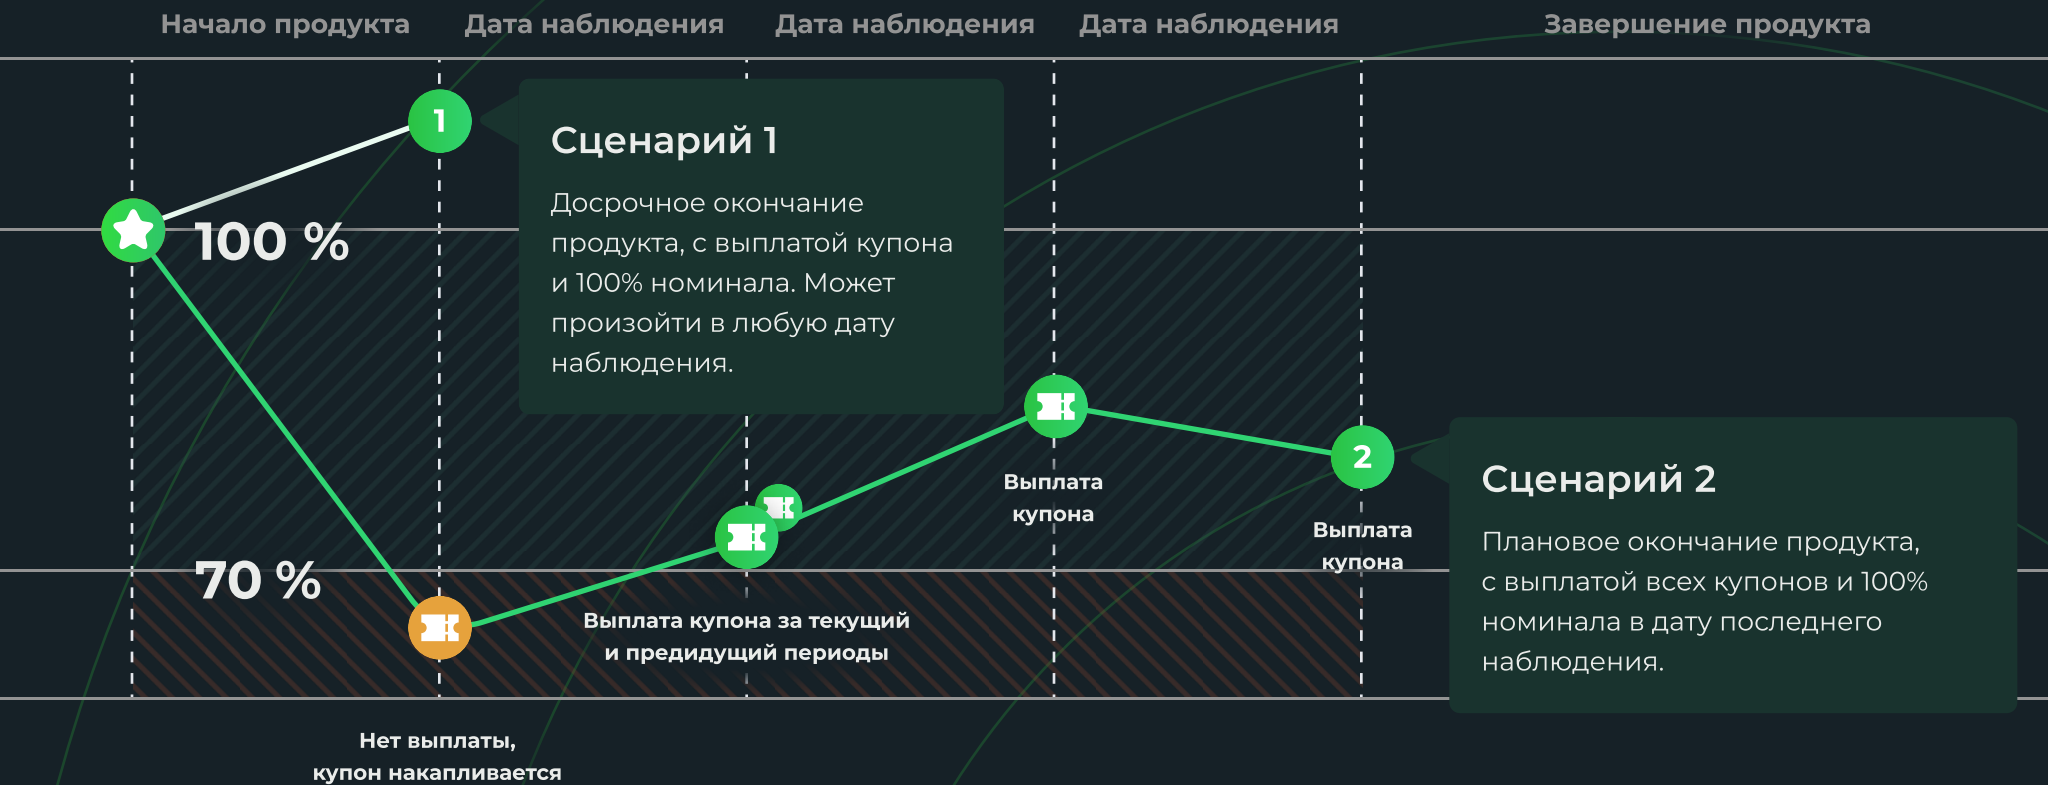 Начало продукта
Дата наблюдения
Дата наблюдения
Дата наблюдения
Завершение продукта
1
Сценарий 1
Досрочное окончание
продукта, с выплатой купона
и 100% номинала. Может
произойти в любую дату
наблюдения.
100 %
2
Сценарий 2
Плановое окончание продукта,
с выплатой всех купонов и 100%
номинала в дату последнего
наблюдения.
Выплата
купона
Выплата
купона
70 %
Выплата купона за текущий
и предидущий периоды
Нет выплаты,
купон накапливается